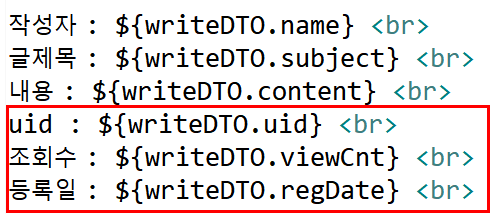 작성자 : ${writeDTO.name} <br>
글제목 : ${writeDTO.subject} <br>
내용 : ${writeDTO.content} <br>
uid : ${writeDTO.uid} <br>
조회수 : ${writeDTO.viewCnt} <br>
등록일 : ${writeDTO.regDate} <br>